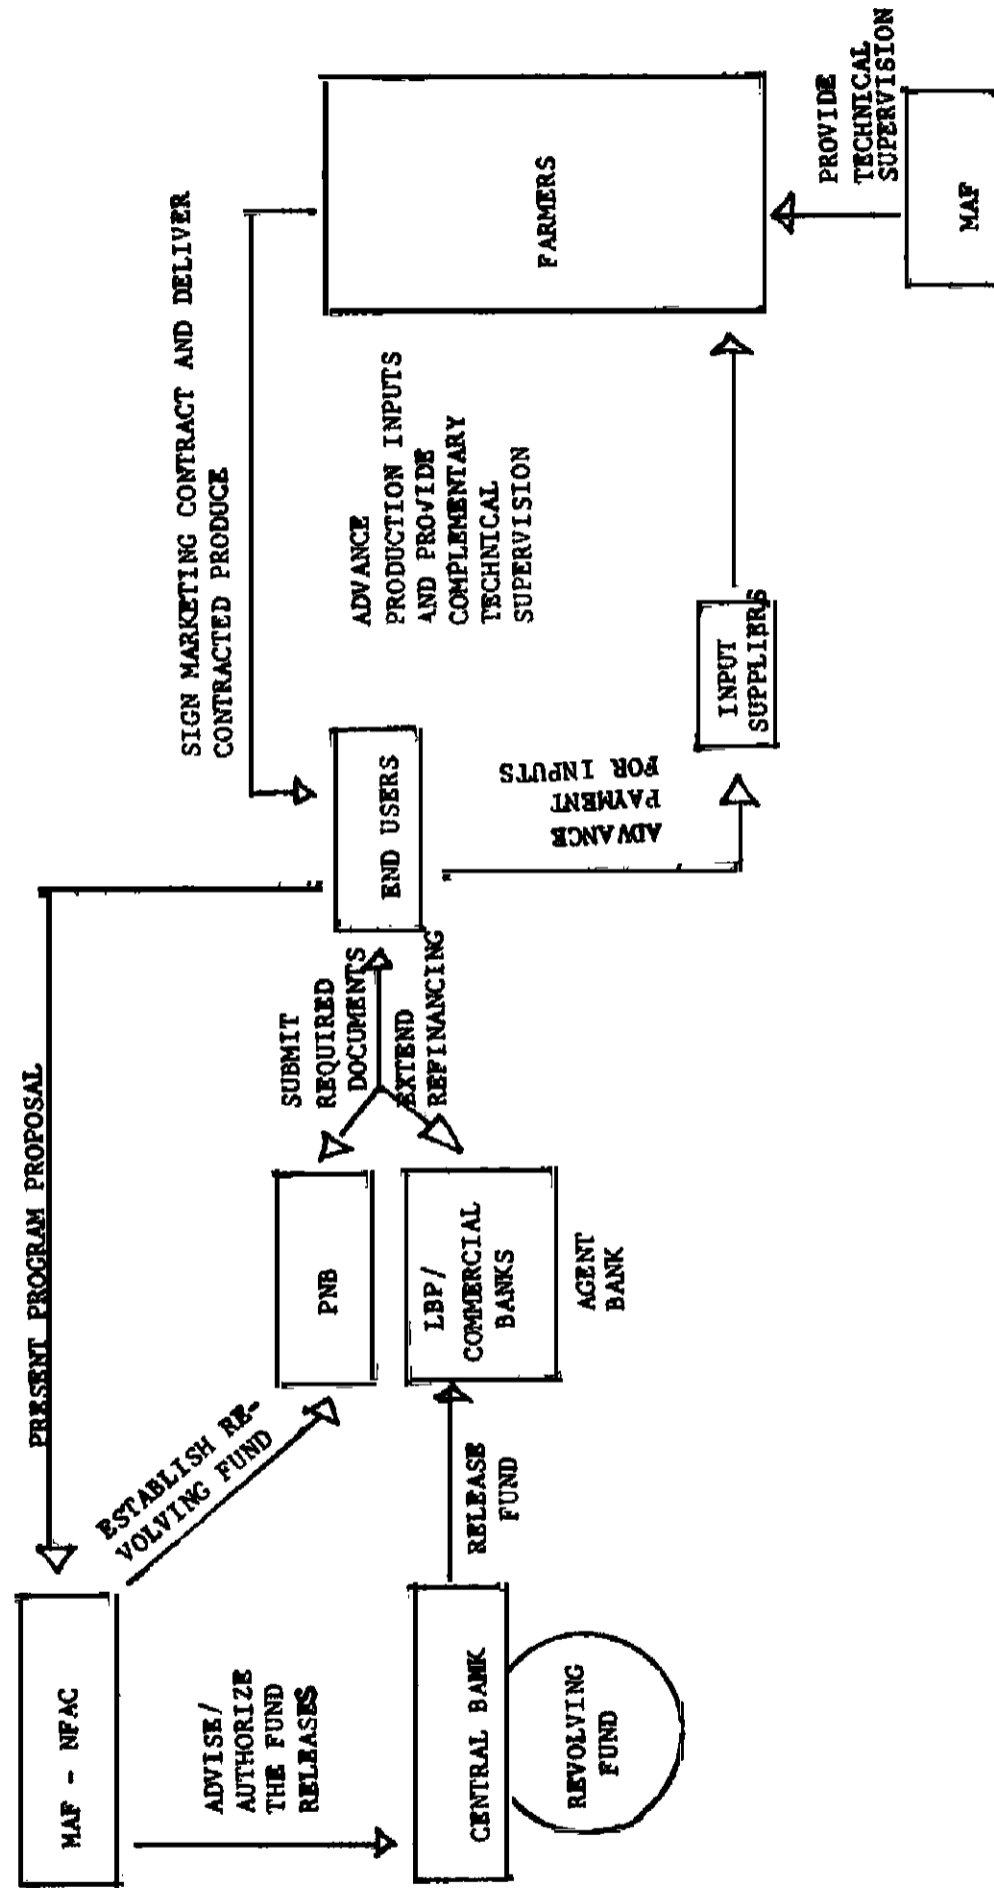 PRESENT PROGRAM PROPOSAL
SIGN MARKETING CONTRACT AND DELIVER
CONTRACTED PRODUCE
MAF - NFAC
ESTABLISH RE-
VOLVING FUND
ADVISE/
AUTHORIZE
THE FUND
RELEASES
SUBMIT
REQUIRED
DOCUMENTS
EXTEND
REFINANCING
PNB
LBP/
COMMERCIAL
BANKS
AGENT
BANK
END USERS
ADVANCE
PRODUCTION INPUTS
AND PROVIDE
COMPLEMENTARY
TECHNICAL
SUPERVISION
FARMERS
CENTRAL BANK
RELEASE
FUND
REVOLVING
FUND
ADVANCE
PAYMENT
FOR INPUTS
INPUT
SUPPLIERS
PROVIDE
TECHNICAL
SUPERVISION
MAF